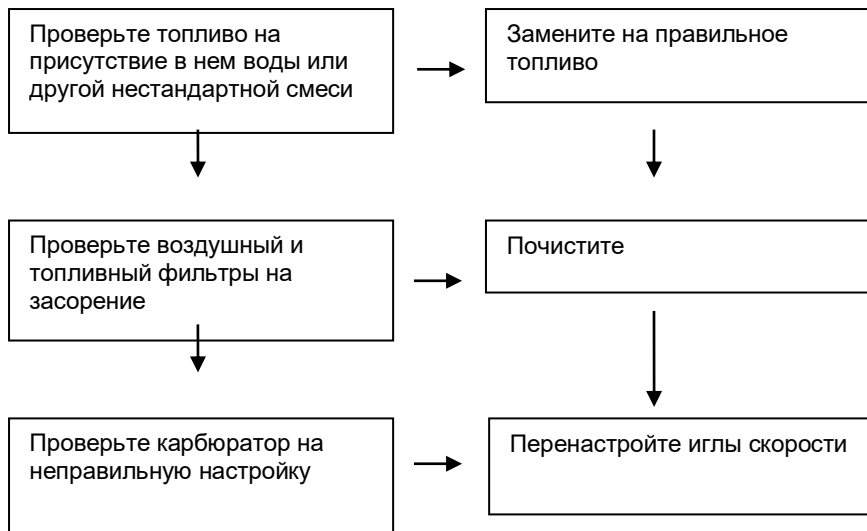 Проверьте топливо на
присутствие в нем воды или
другой нестандартной смеси
Замените на правильное
топливо
Проверьте воздушный и
топливный фильтры на
засорение
Почистите
Проверьте карбюратор на
неправильную настройку
Перенастройте иглы скорости